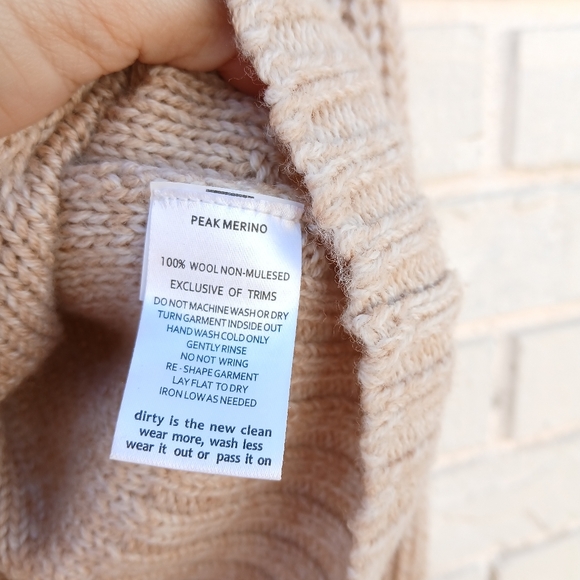 PEAK MERINO
100% WOOL NON-MULESED
EXCLUSIVE OF TRIMS
DO NOT MACHINE WASH OR DRY
TURN GARMENT INDSIDE OUT
HAND WASH COLD ONLY
GENTLY RINSE
NO NOT WRING
RE - SHAPE GARMENT
LAY FLAT TO DRY
IRON LOW AS NEEDED
dirty is the new clean
wear more, wash less
wear it out or pass it on